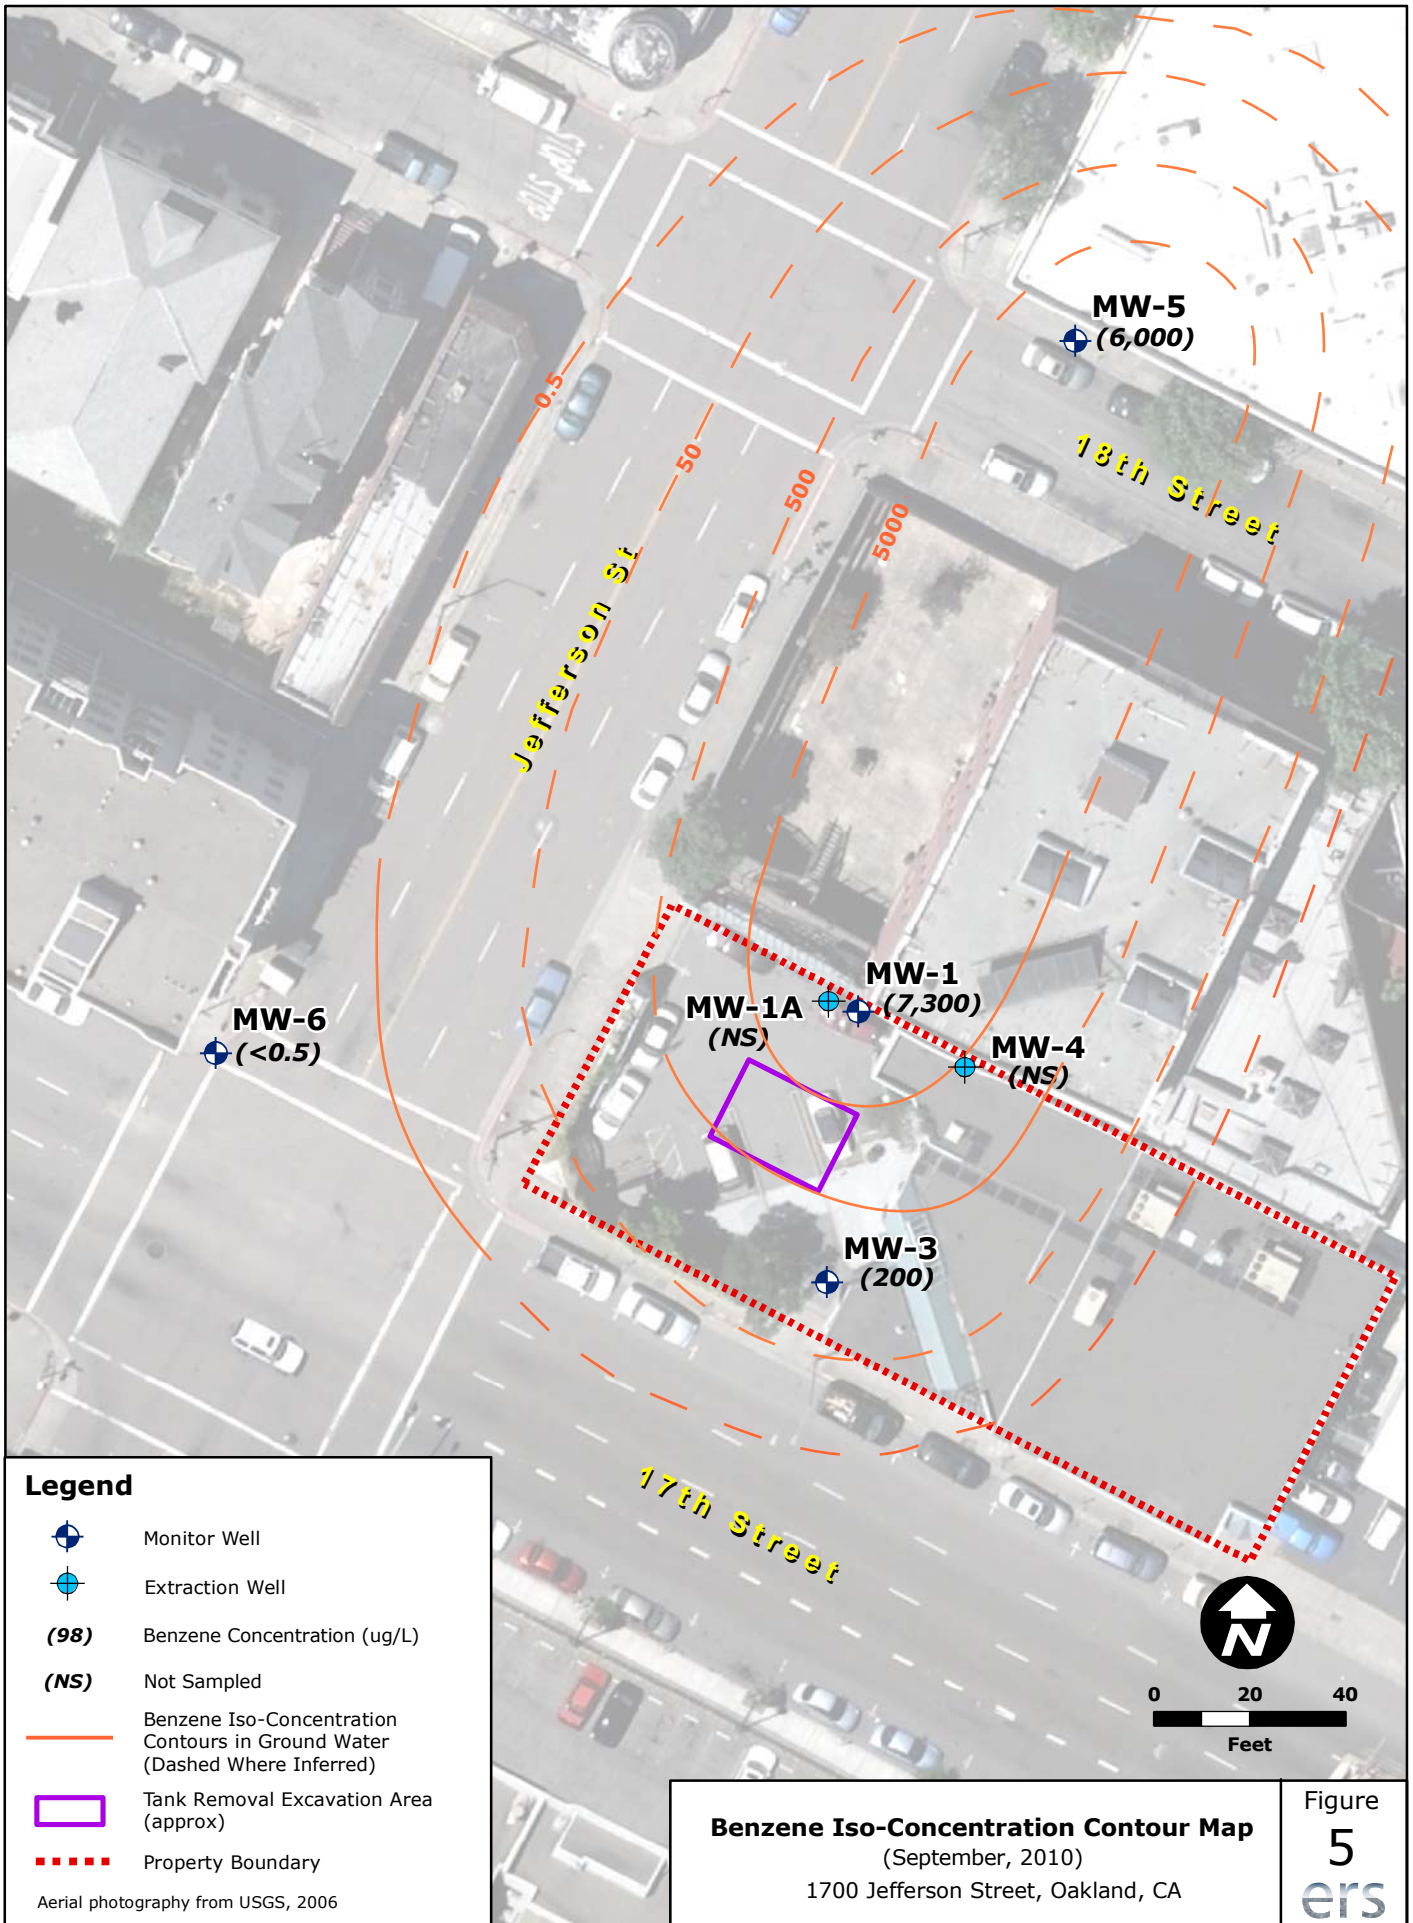 STOP
STOP
MW-5
(6,000)
0.5
50
500
5000
18th Street
Jefferson St
MW-1
(7,300)
MW-1A
(NS)
MW-6
(<0.5)
MW-4
(NS)
MW-3
(200)
17th Street
N
0 20 40
Feet
Legend
Monitor Well
Extraction Well
(98) Benzene Concentration (ug/L)
(NS) Not Sampled
Benzene Iso-Concentration
Contours in Ground Water
(Dashed Where Inferred)
Tank Removal Excavation Area
(approx)
Property Boundary
Aerial photography from USGS, 2006
Benzene Iso-Concentration Contour Map
(September, 2010)
1700 Jefferson Street, Oakland, CA
Figure
5
ers